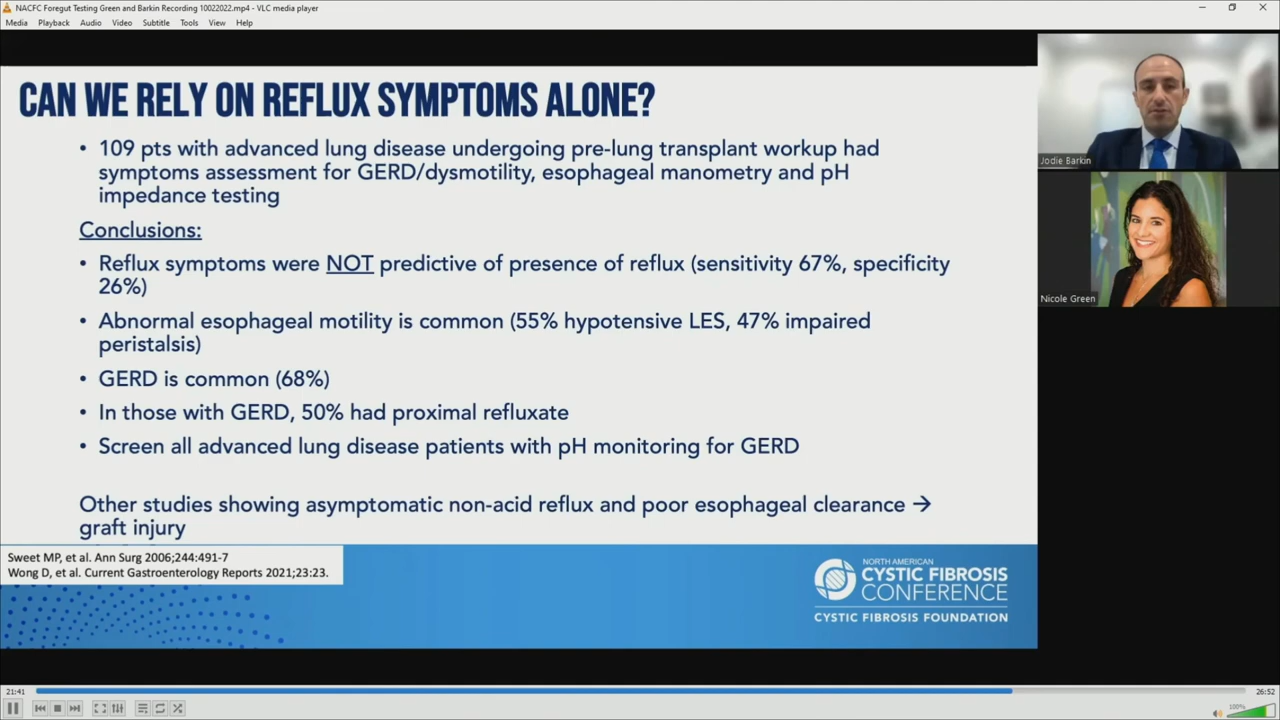 NACFC Foregut Testing Green and Barkin Recording 10022022.mp4 - VLC media player
Media Playback Audio Video Subtitle Tools View Help
CAN WE RELY ON REFLUX SYMPTOMS ALONE?
• 109 pts with advanced lung disease undergoing pre-lung transplant workup had
symptoms assessment for GERD/dysmotility, esophageal manometry and pH
impedance testing
Conclusions:
• Reflux symptoms were NOT predictive of presence of reflux (sensitivity 67%, specificity
26%)
• Abnormal esophageal motility is common (55% hypotensive LES, 47% impaired
peristalsis)
• GERD is common (68%)
• In those with GERD, 50% had proximal refluxate
• Screen all advanced lung disease patients with pH monitoring for GERD
Other studies showing asymptomatic non-acid reflux and poor esophageal clearance →
graft injury
Sweet MP, et al. Ann Surg 2006;244:491-7
Wong D, et al. Current Gastroenterology Reports 2021;23:23.
NORTH AMERICAN
CYSTIC FIBROSIS
CONFERENCE
CYSTIC FIBROSIS FOUNDATION
Jodie Barkin
Nicole Green
21:41
26:52
100%